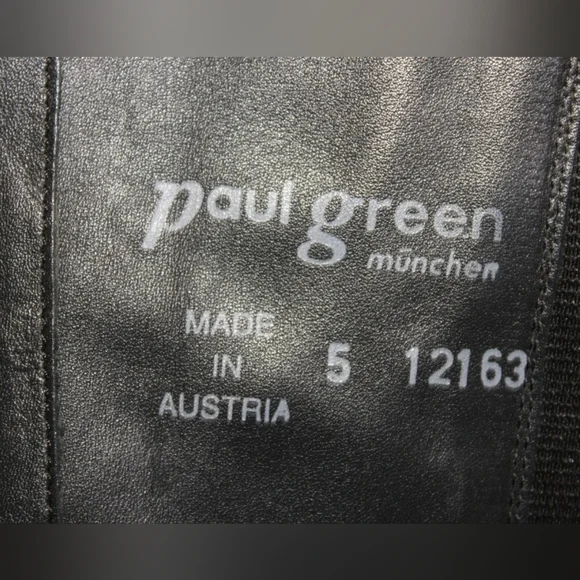 paul green
münchen
MADE
IN 5 12163
AUSTRIA